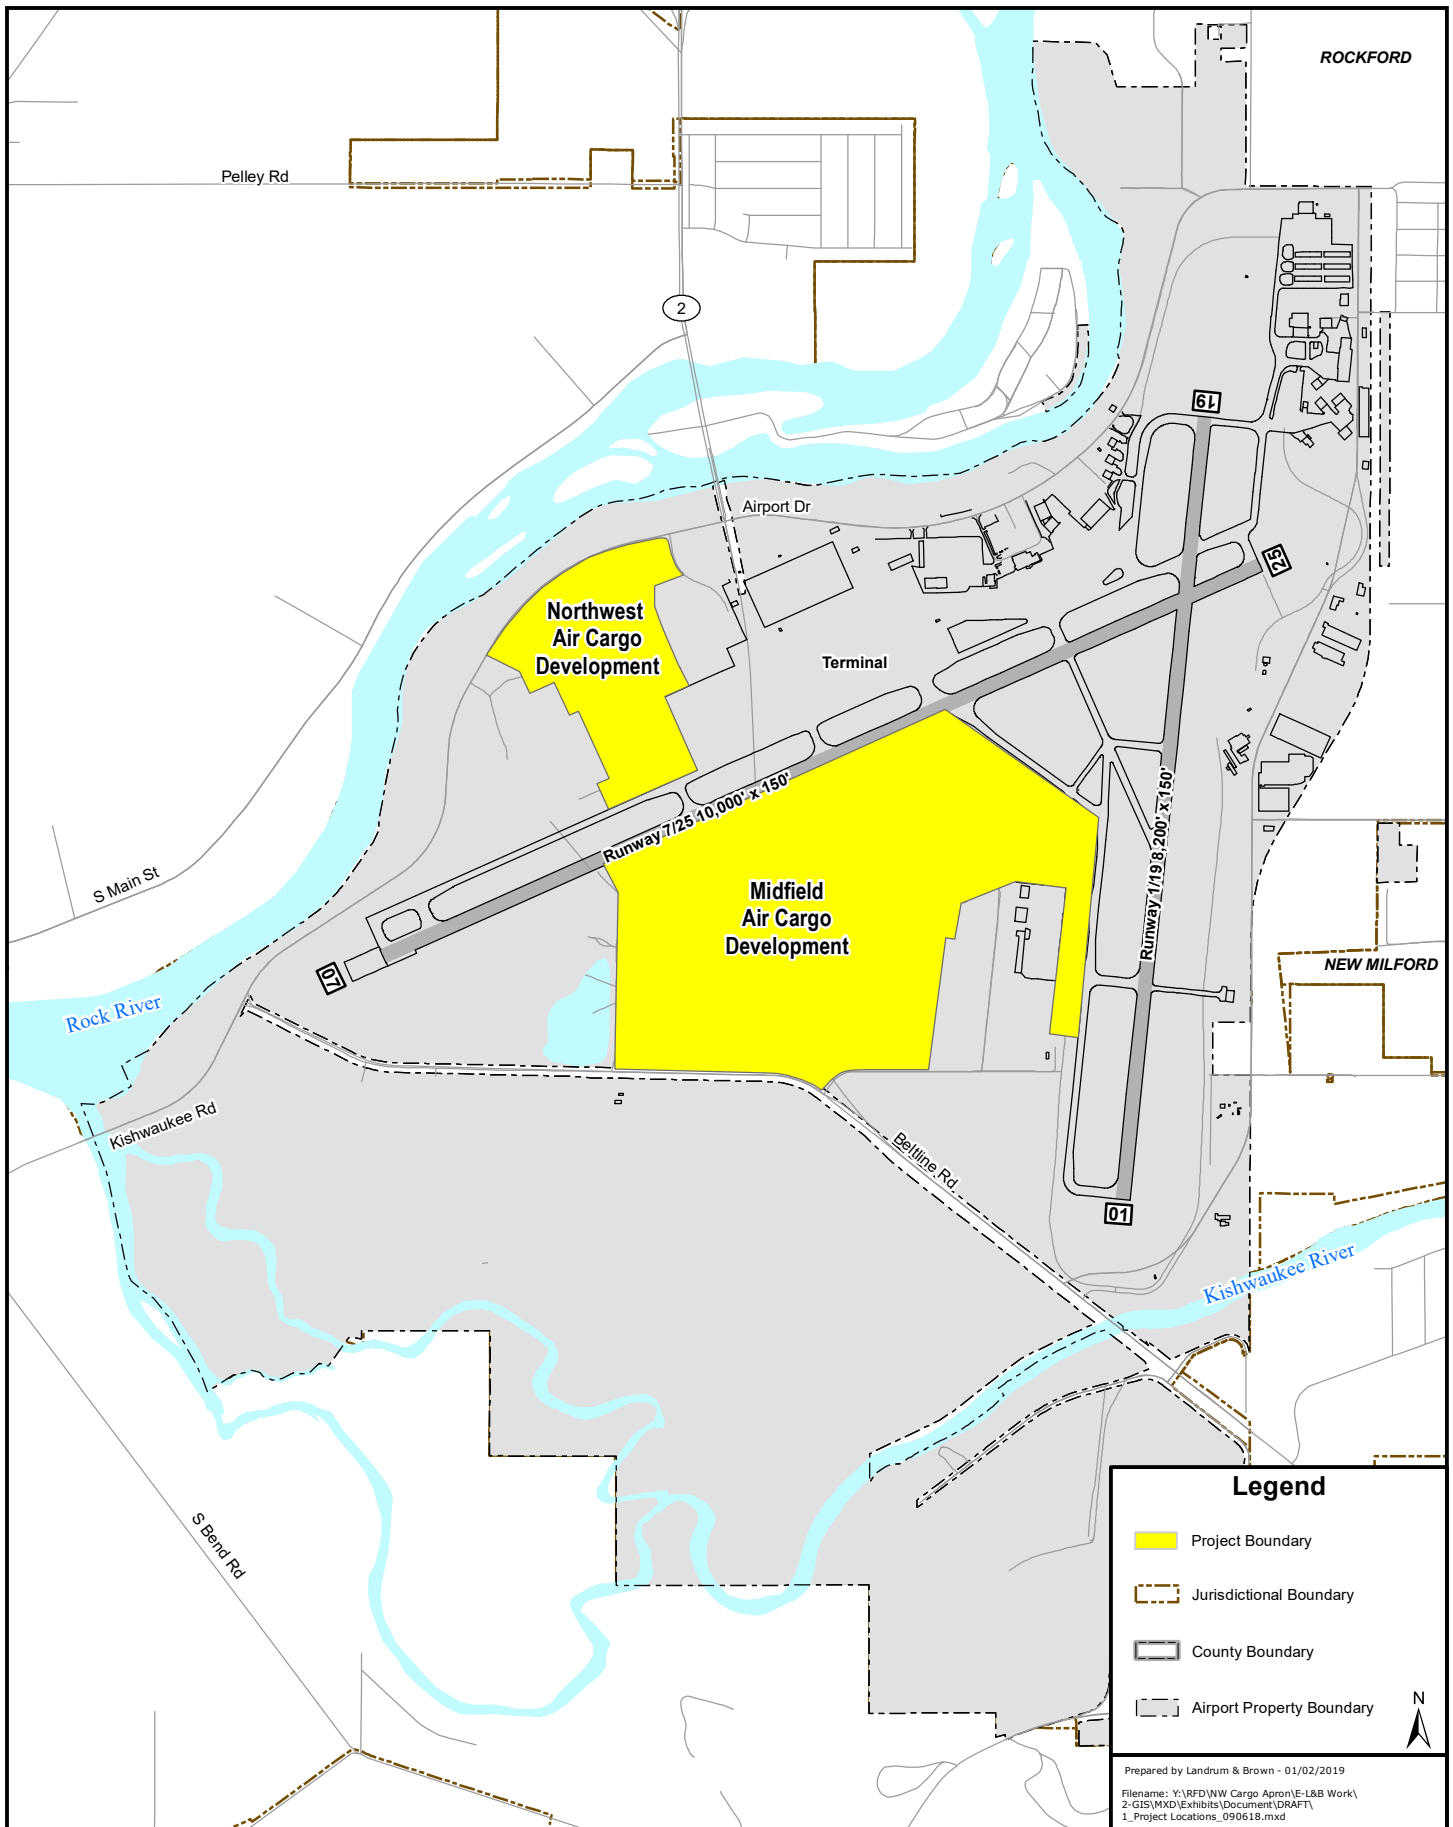 ROCKFORD
Pelley Rd
2
19
Airport Dr
25
Northwest
Air Cargo
Development
Terminal
Runway 7/25 10,000' x 150'
Runway 1/19 8,200' x 150'
S Main St
Midfield
Air Cargo
Development
07
NEW MILFORD
Rock River
Kishwaukee Rd
Beltline Rd
01
Kishwaukee River
S Bend Rd
Legend
Project Boundary
Jurisdictional Boundary
County Boundary
Airport Property Boundary
N
Prepared by Landrum & Brown - 01/02/2019
Filename: Y:\RFD\NW Cargo Apron\E-L&B Work\
2-GIS\MXD\Exhibits\Document\DRAFT\
1_Project Locations_090618.mxd